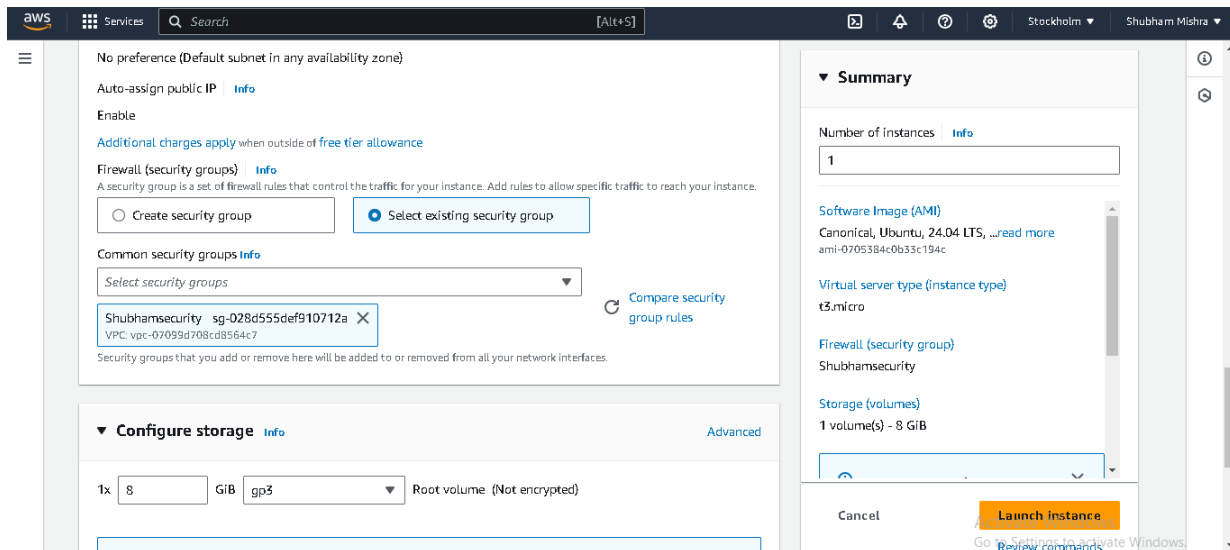 aws
Services
Search
[Alt+S]
Stockholm
Shubham Mishra
No preference (Default subnet in any availability zone)
Auto-assign public IP
Info
Enable
Additional charges apply when outside of free tier allowance
Firewall (security groups)
Info
A security group is a set of firewall rules that control the traffic for your instance. Add rules to allow specific traffic to reach your instance.
Create security group
Select existing security group
Common security groups Info
Select security groups
Compare security
group rules
Shubhamsecurity sg-028d555def910712a
VPC: vpc-07099d708cd8564c7
Security groups that you add or remove here will be added to or removed from all your network interfaces.
Configure storage
Info
Advanced
1x
8
GiB
gp3
Root volume (Not encrypted)
Summary
Number of instances
Info
1
Software Image (AMI)
Canonical, Ubuntu, 24.04 LTS, ...read more
ami-0705384c0b33c194c
Virtual server type (instance type)
t3.micro
Firewall (security group)
Shubhamsecurity
Storage (volumes)
1 volume(s) - 8 GiB
Cancel
Launch instance
Go to Settings to activate Windows.
Review commands